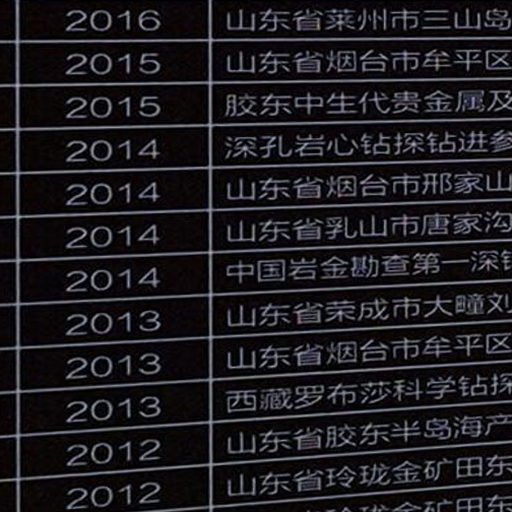 2016 山东省莱州市三山岛
2015 山东省烟台市牟平区
2015 胶东中生代贵金属及
2014 深孔岩心钻探钻进参
2014 山东省烟台市邢家山
2014 山东省乳山市唐家沟
2014 中国岩金勘查第一深钻
2013 山东省荣成市大疃刘
2013 山东省烟台市牟平区
2013 西藏罗布莎科学钻探
2012 山东省胶东半岛海产
2012 山东省玲珑金矿田东
玲珑金矿田东